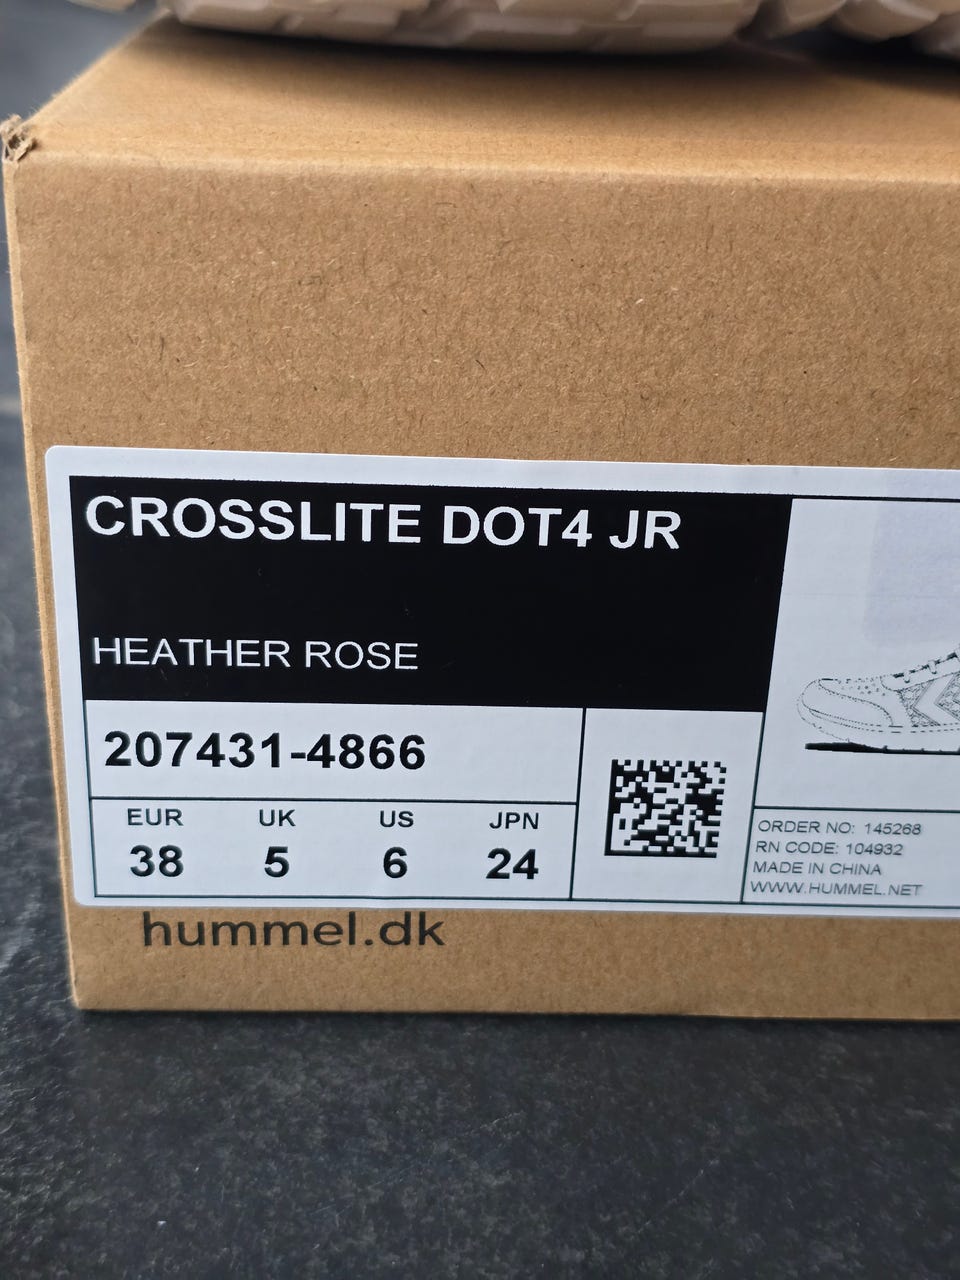 CROSSLITE DOT4 JR
HEATHER ROSE
207431-4866
EUR UK US JPN
38 5 6 24
ORDER NO: 145268
RN CODE: 104932
MADE IN CHINA
WWW.HUMMEL.NET
hummel.dk